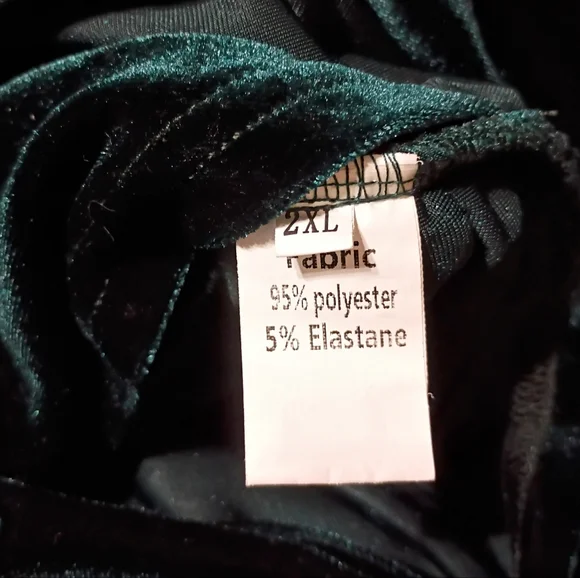 2XL
Fabric
95% polyester
5% Elastane